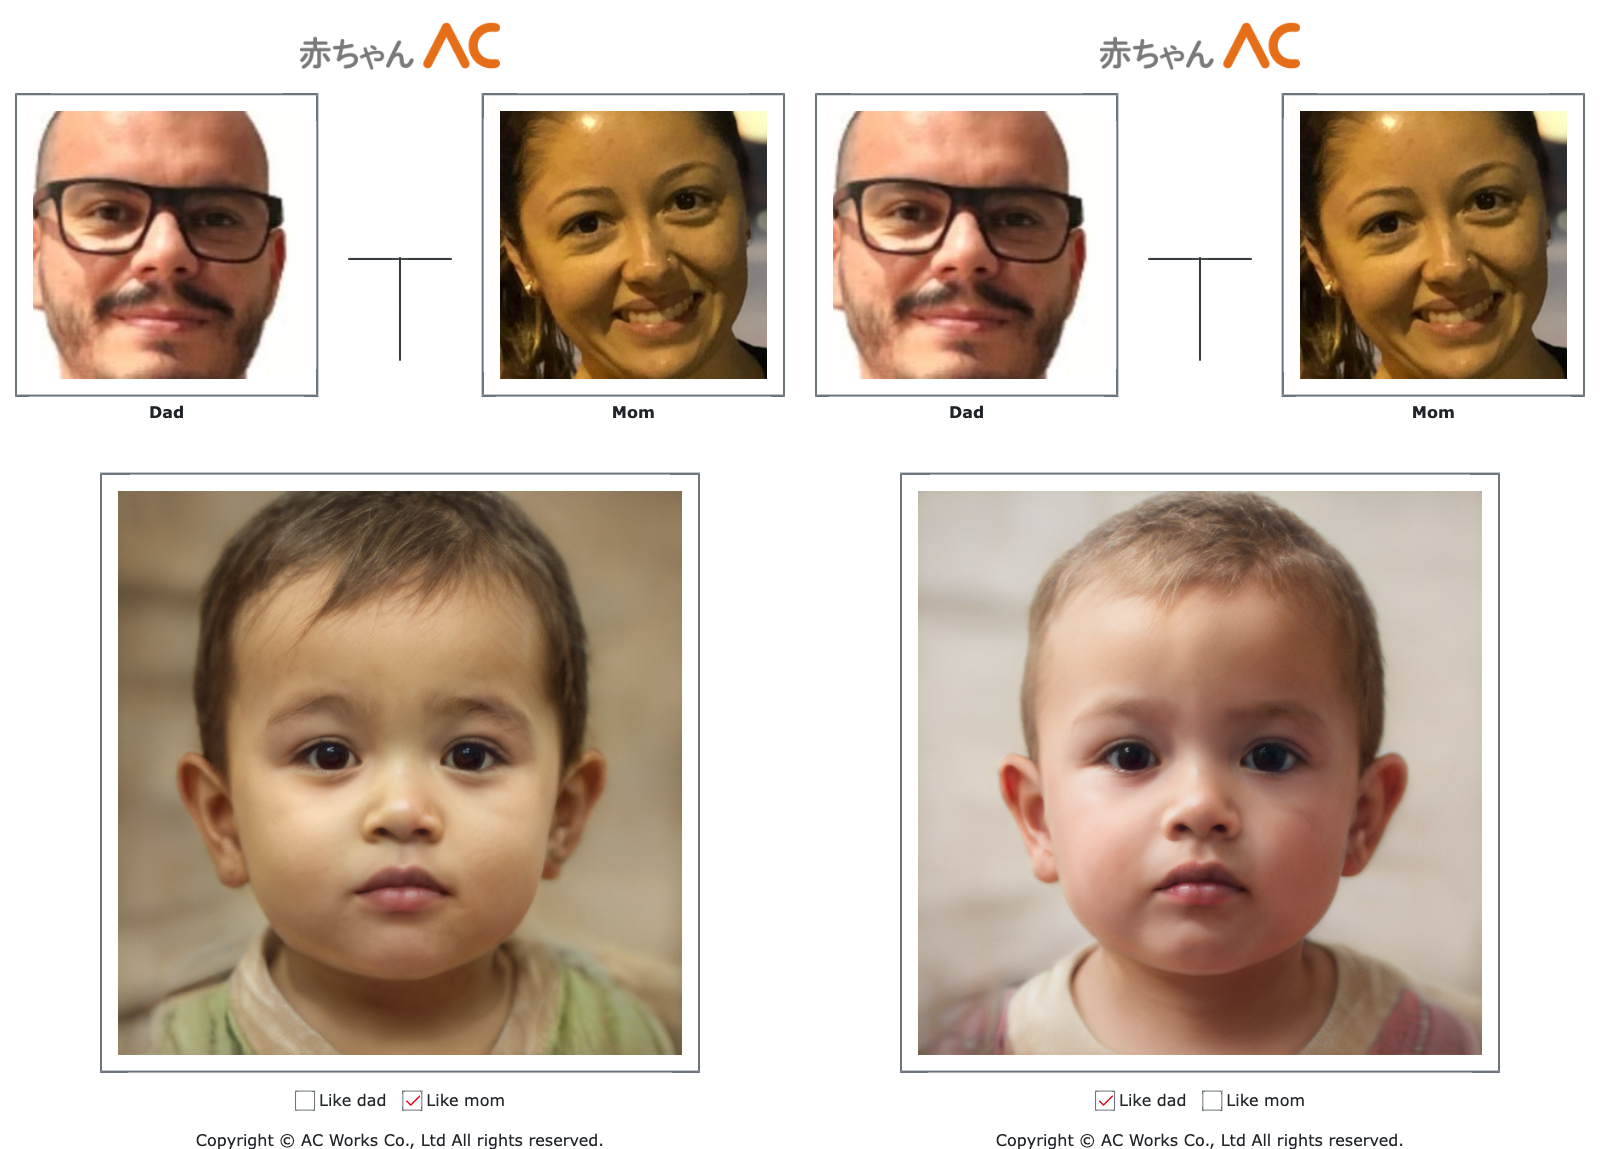 赤ちゃん AC
Dad
Mom
Like dad
Like mom
Copyright © AC Works Co., Ltd All rights reserved.
赤ちゃん AC
Dad
Mom
Like dad
Like mom
Copyright © AC Works Co., Ltd All rights reserved.